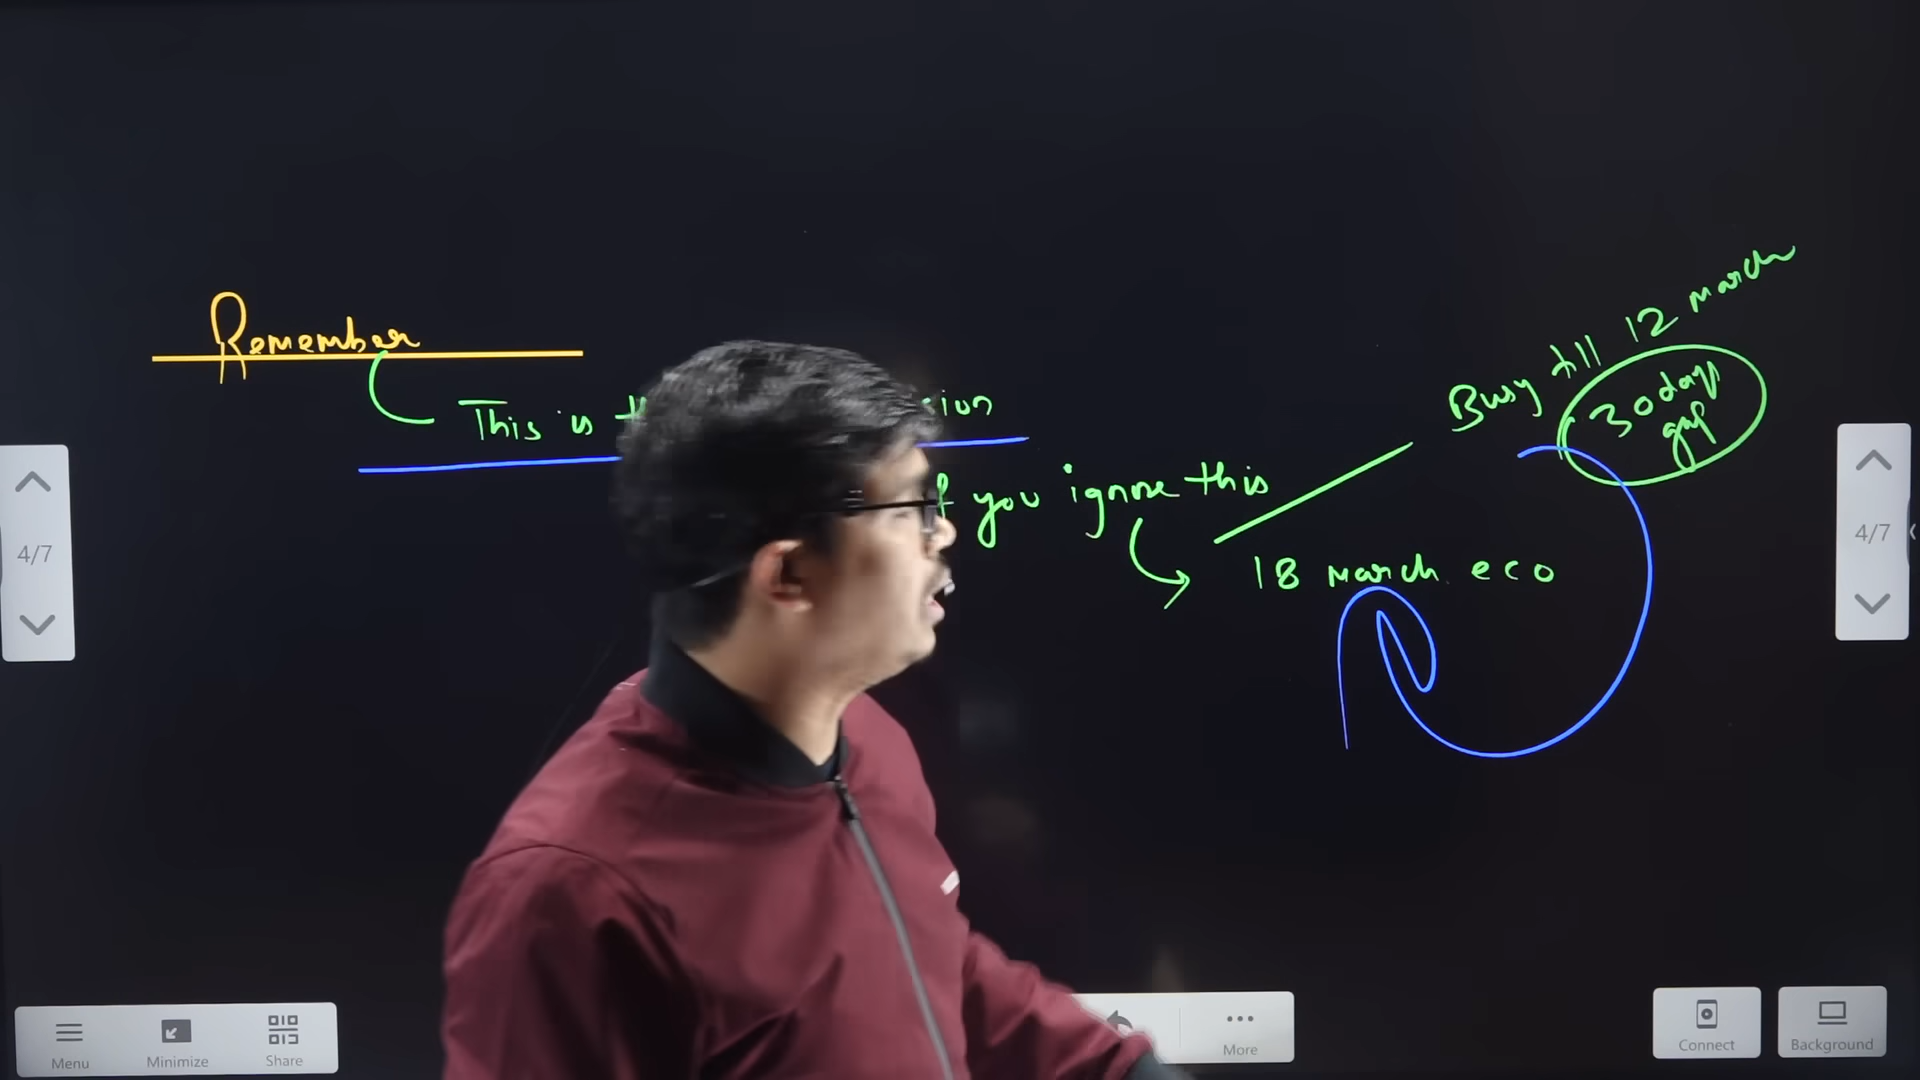 Remember
This is
Busy till 12 march
30 days
gap
you ignore this
18 march eco
4/7
4/7
Menu
Minimize
Share
More
Connect
Background